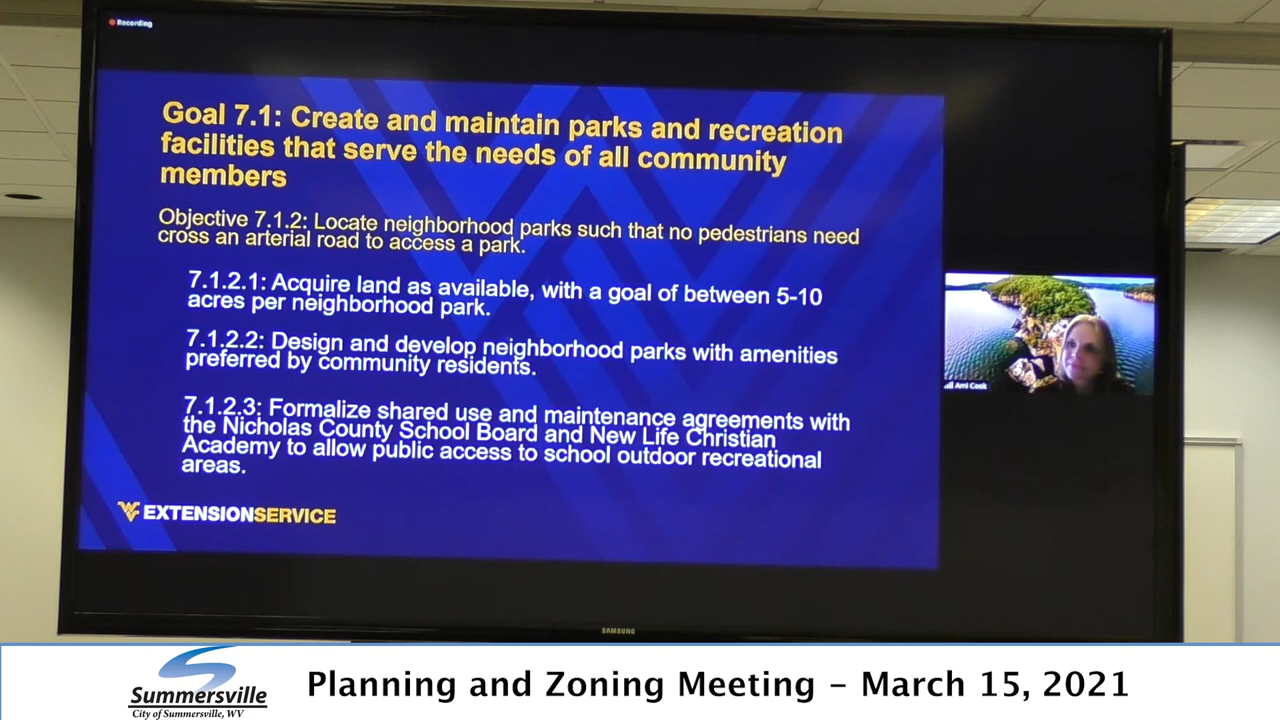 Recording
Goal 7.1: Create and maintain parks and recreation
facilities that serve the needs of all community
members
Objective 7.1.2: Locate neighborhood parks such that no pedestrians need
cross an arterial road to access a park.
7.1.2.1: Acquire land as available, with a goal of between 5-10
acres per neighborhood park.
7.1.2.2: Design and develop neighborhood parks with amenities
preferred by community residents.
7.1.2.3: Formalize shared use and maintenance agreements with
the Nicholas County School Board and New Life Christian
Academy to allow public access to school outdoor recreational
areas.
WV EXTENSIONSERVICE
Ami Cook
SAMSUNG
Summersville
City of Summersville, WV
Planning and Zoning Meeting – March 15, 2021